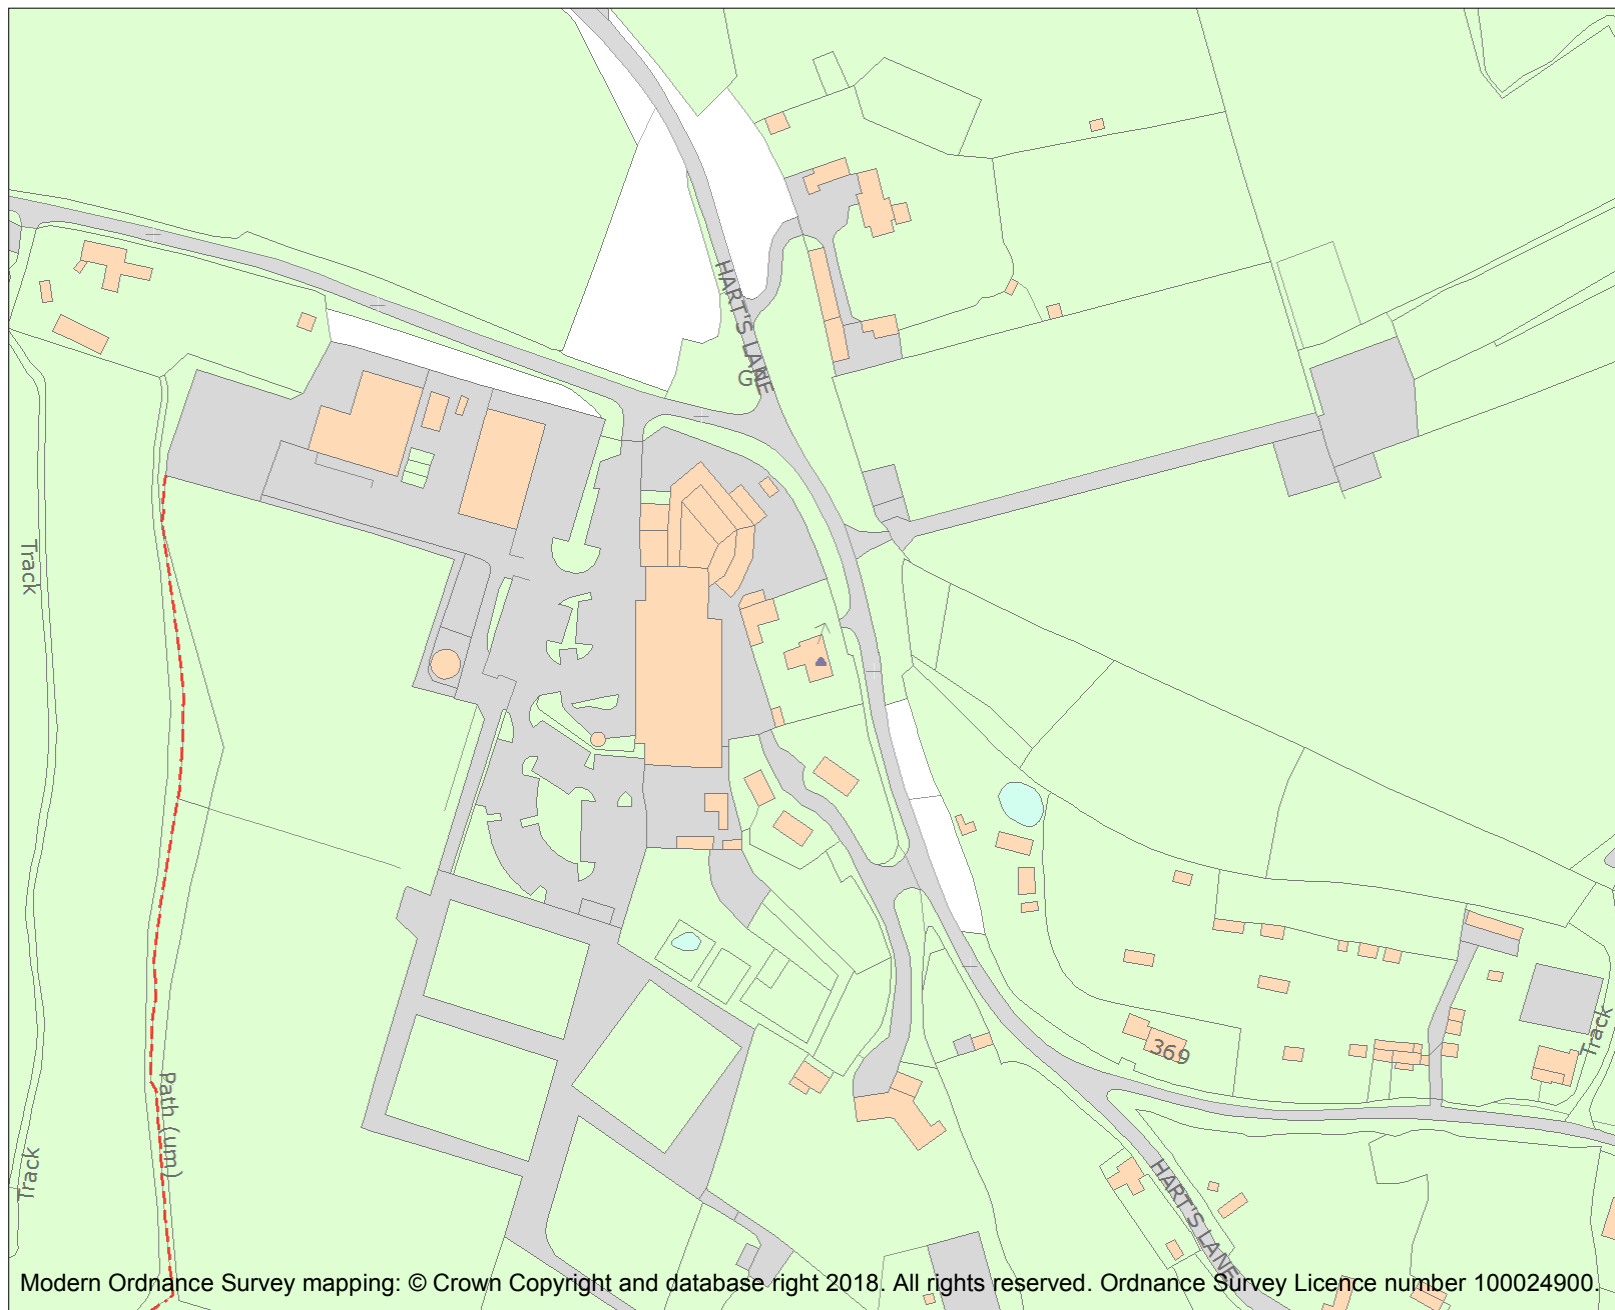 HART'S LANE
G
Track
369
Track
Path (um)
Track
HART'S LANE
Modern Ordnance Survey mapping: © Crown Copyright and database right 2018. All rights reserved. Ordnance Survey Licence number 100024900.